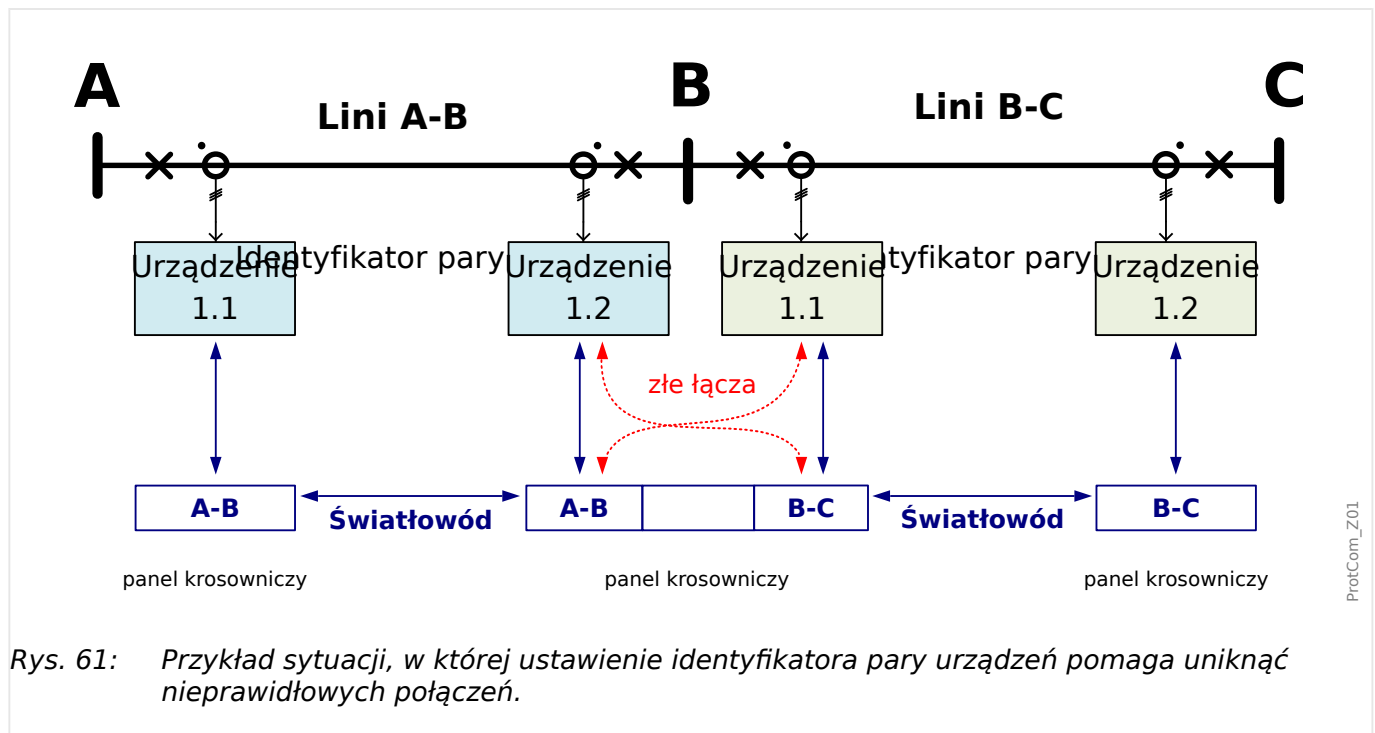 A
B
C
Lini A-B
Lini B-C
Identyfikator pary
tyfikator pary
Urządzenie
1.1
Urządzenie
1.2
Urządzenie
1.1
Urządzenie
1.2
złe łącza
A-B
Światłowód
A-B
B-C
Światłowód
B-C
panel krosowniczy
panel krosowniczy
panel krosowniczy
ProtCom_Z01
Rys. 61: Przykład sytuacji, w której ustawienie identyfikatora pary urządzeń pomaga uniknąć
nieprawidłowych połączeń.